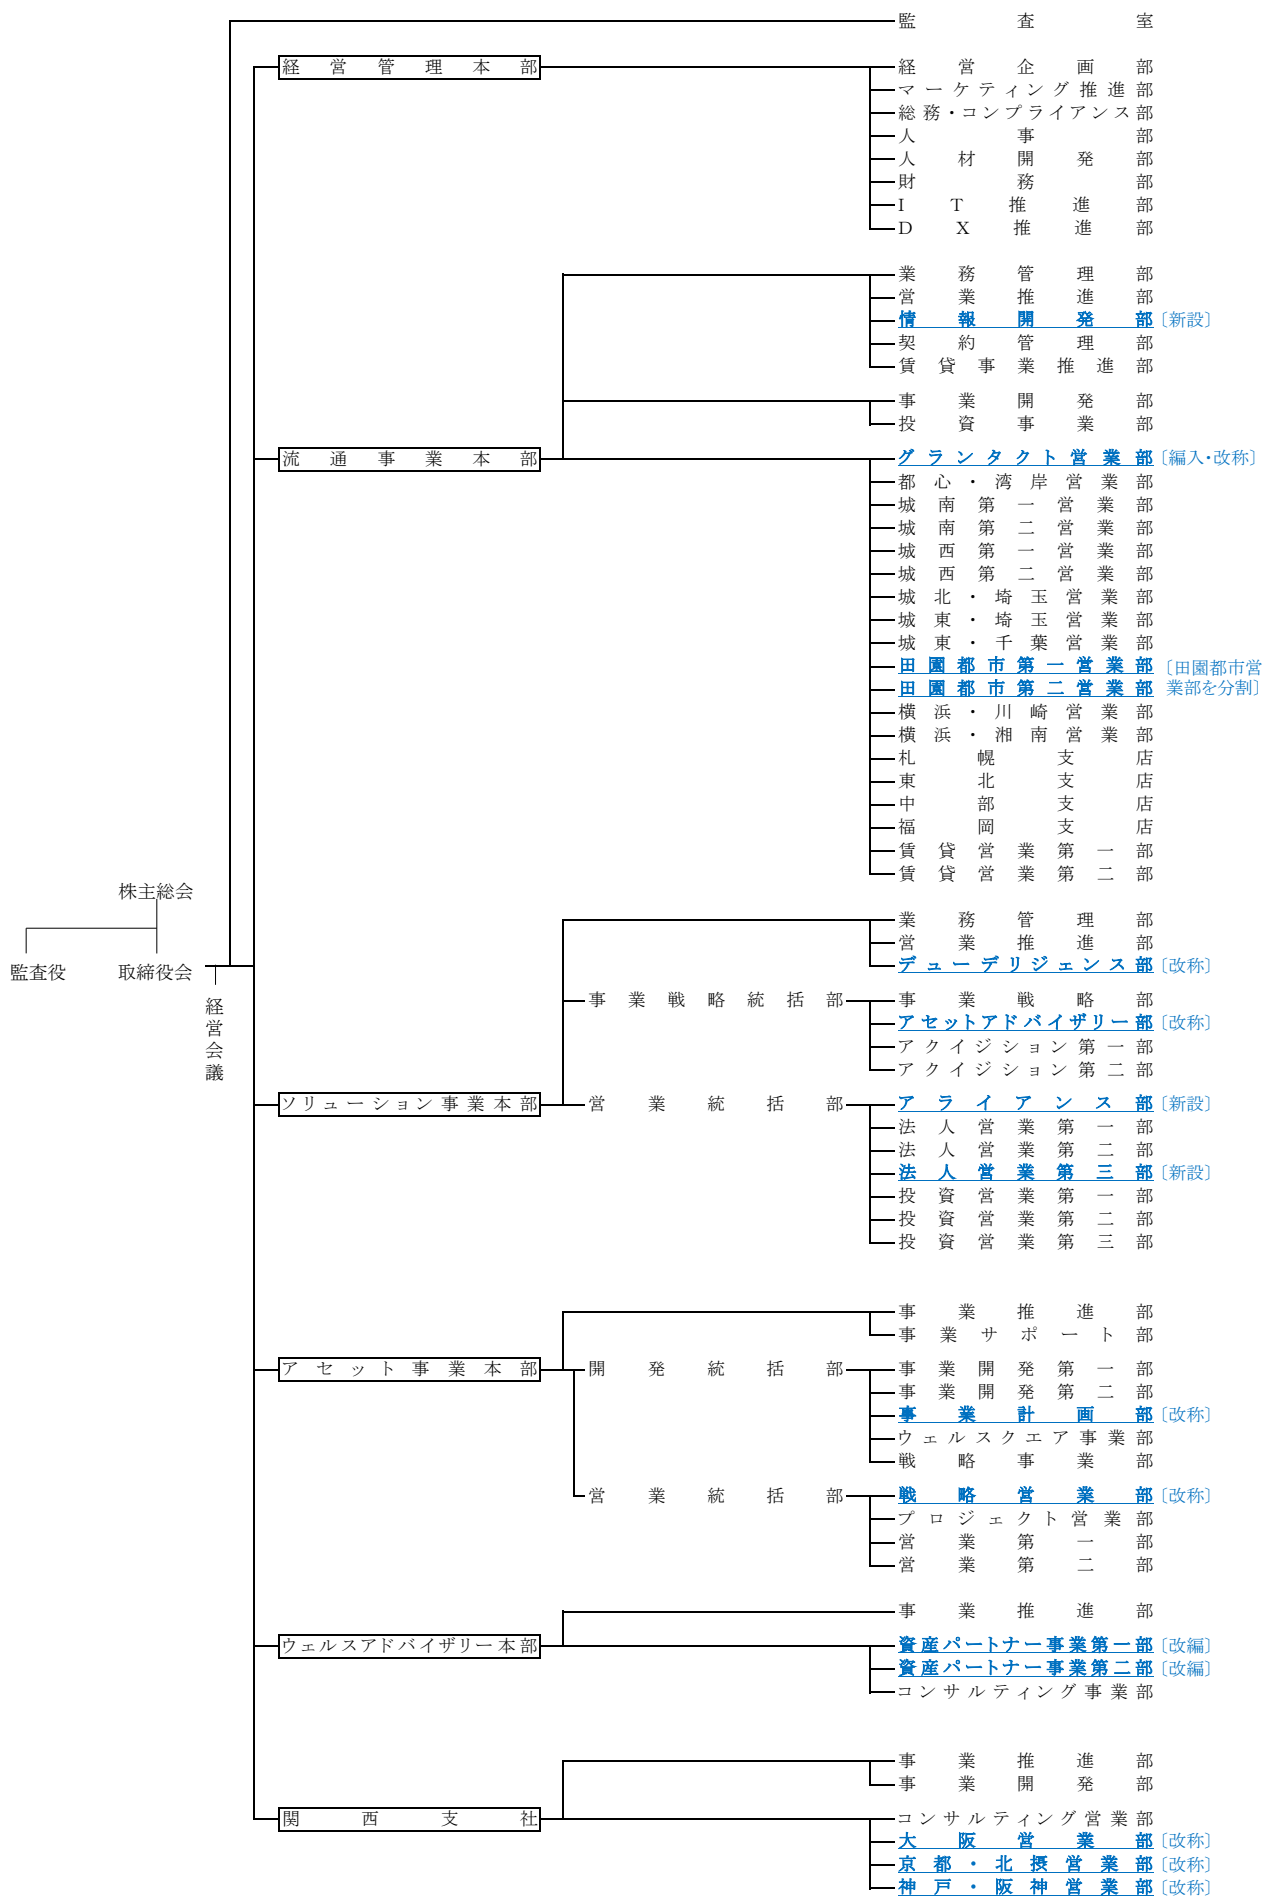 監査室
経営管理本部
経営企画部
マーケティング推進部
総務・コンプライアンス部
人事部
人材開発部
財務部
IT推進部
DX推進部
業務管理部
営業推進部
情報開発部〔新設〕
契約管理部
賃貸事業推進部
事業開発部
投資事業部
流通事業本部
グランタクト営業部〔編入・改称〕
都心・湾岸営業部
城南第一営業部
城南第二営業部
城西第一営業部
城西第二営業部
城北・埼玉営業部
城東・埼玉営業部
城東・千葉営業部
田園都市第一営業部〔田園都市営
田園都市第二営業部 業部を分割〕
横浜・川崎営業部
横浜・湘南営業部
札幌支店
東北支店
中部支店
福岡支店
賃貸営業第一部
賃貸営業第二部
株主総会
監査役
取締役会
経営会議
業務管理部
営業推進部
デューデリジェンス部〔改称〕
事業戦略統括部
事業戦略部
アセットアドバイザリー部〔改称〕
アクイジション第一部
アクイジション第二部
ソリューション事業本部
営業統括部
アライアンス部〔新設〕
法人営業第一部
法人営業第二部
法人営業第三部〔新設〕
投資営業第一部
投資営業第二部
投資営業第三部
事業推進部
事業サポート部
アセット事業本部
開発統括部
事業開発第一部
事業開発第二部
事業計画部〔改称〕
ウェルスクエア事業部
戦略事業部
営業統括部
戦略営業部〔改称〕
プロジェクト営業部
営業第一部
営業第二部
事業推進部
ウェルスアドバイザリー本部
資産パートナー事業第一部〔改編〕
資産パートナー事業第二部〔改編〕
コンサルティング事業部
事業推進部
事業開発部
関西支社
コンサルティング営業部
大阪営業部〔改称〕
京都・北摂営業部〔改称〕
神戸・阪神営業部〔改称〕